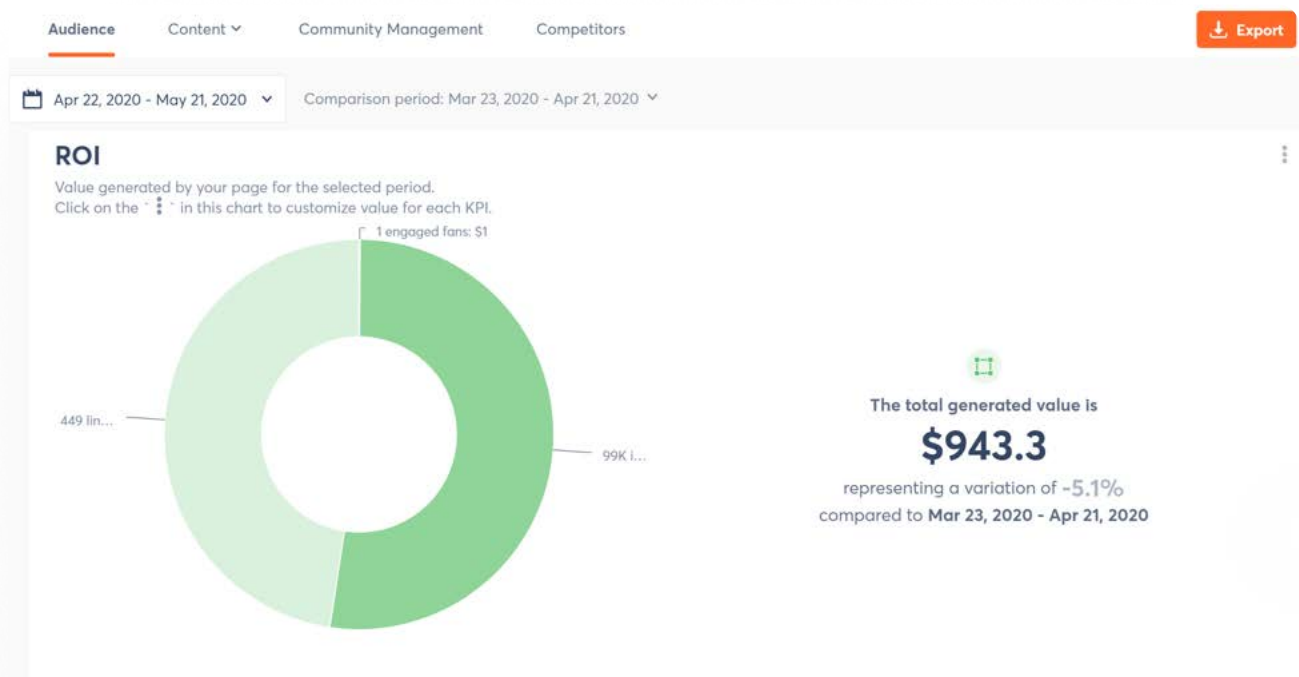 Audience Content Community Management Competitors Export
Apr 22, 2020 - May 21, 2020 Comparison period: Mar 23, 2020 - Apr 21, 2020
ROI
Value generated by your page for the selected period.
Click on the ` ⋮ ` in this chart to customize value for each KPI.
1 engaged fans: $1
449 lin...
99K i...
The total generated value is
$943.3
representing a variation of -5.1%
compared to Mar 23, 2020 - Apr 21, 2020